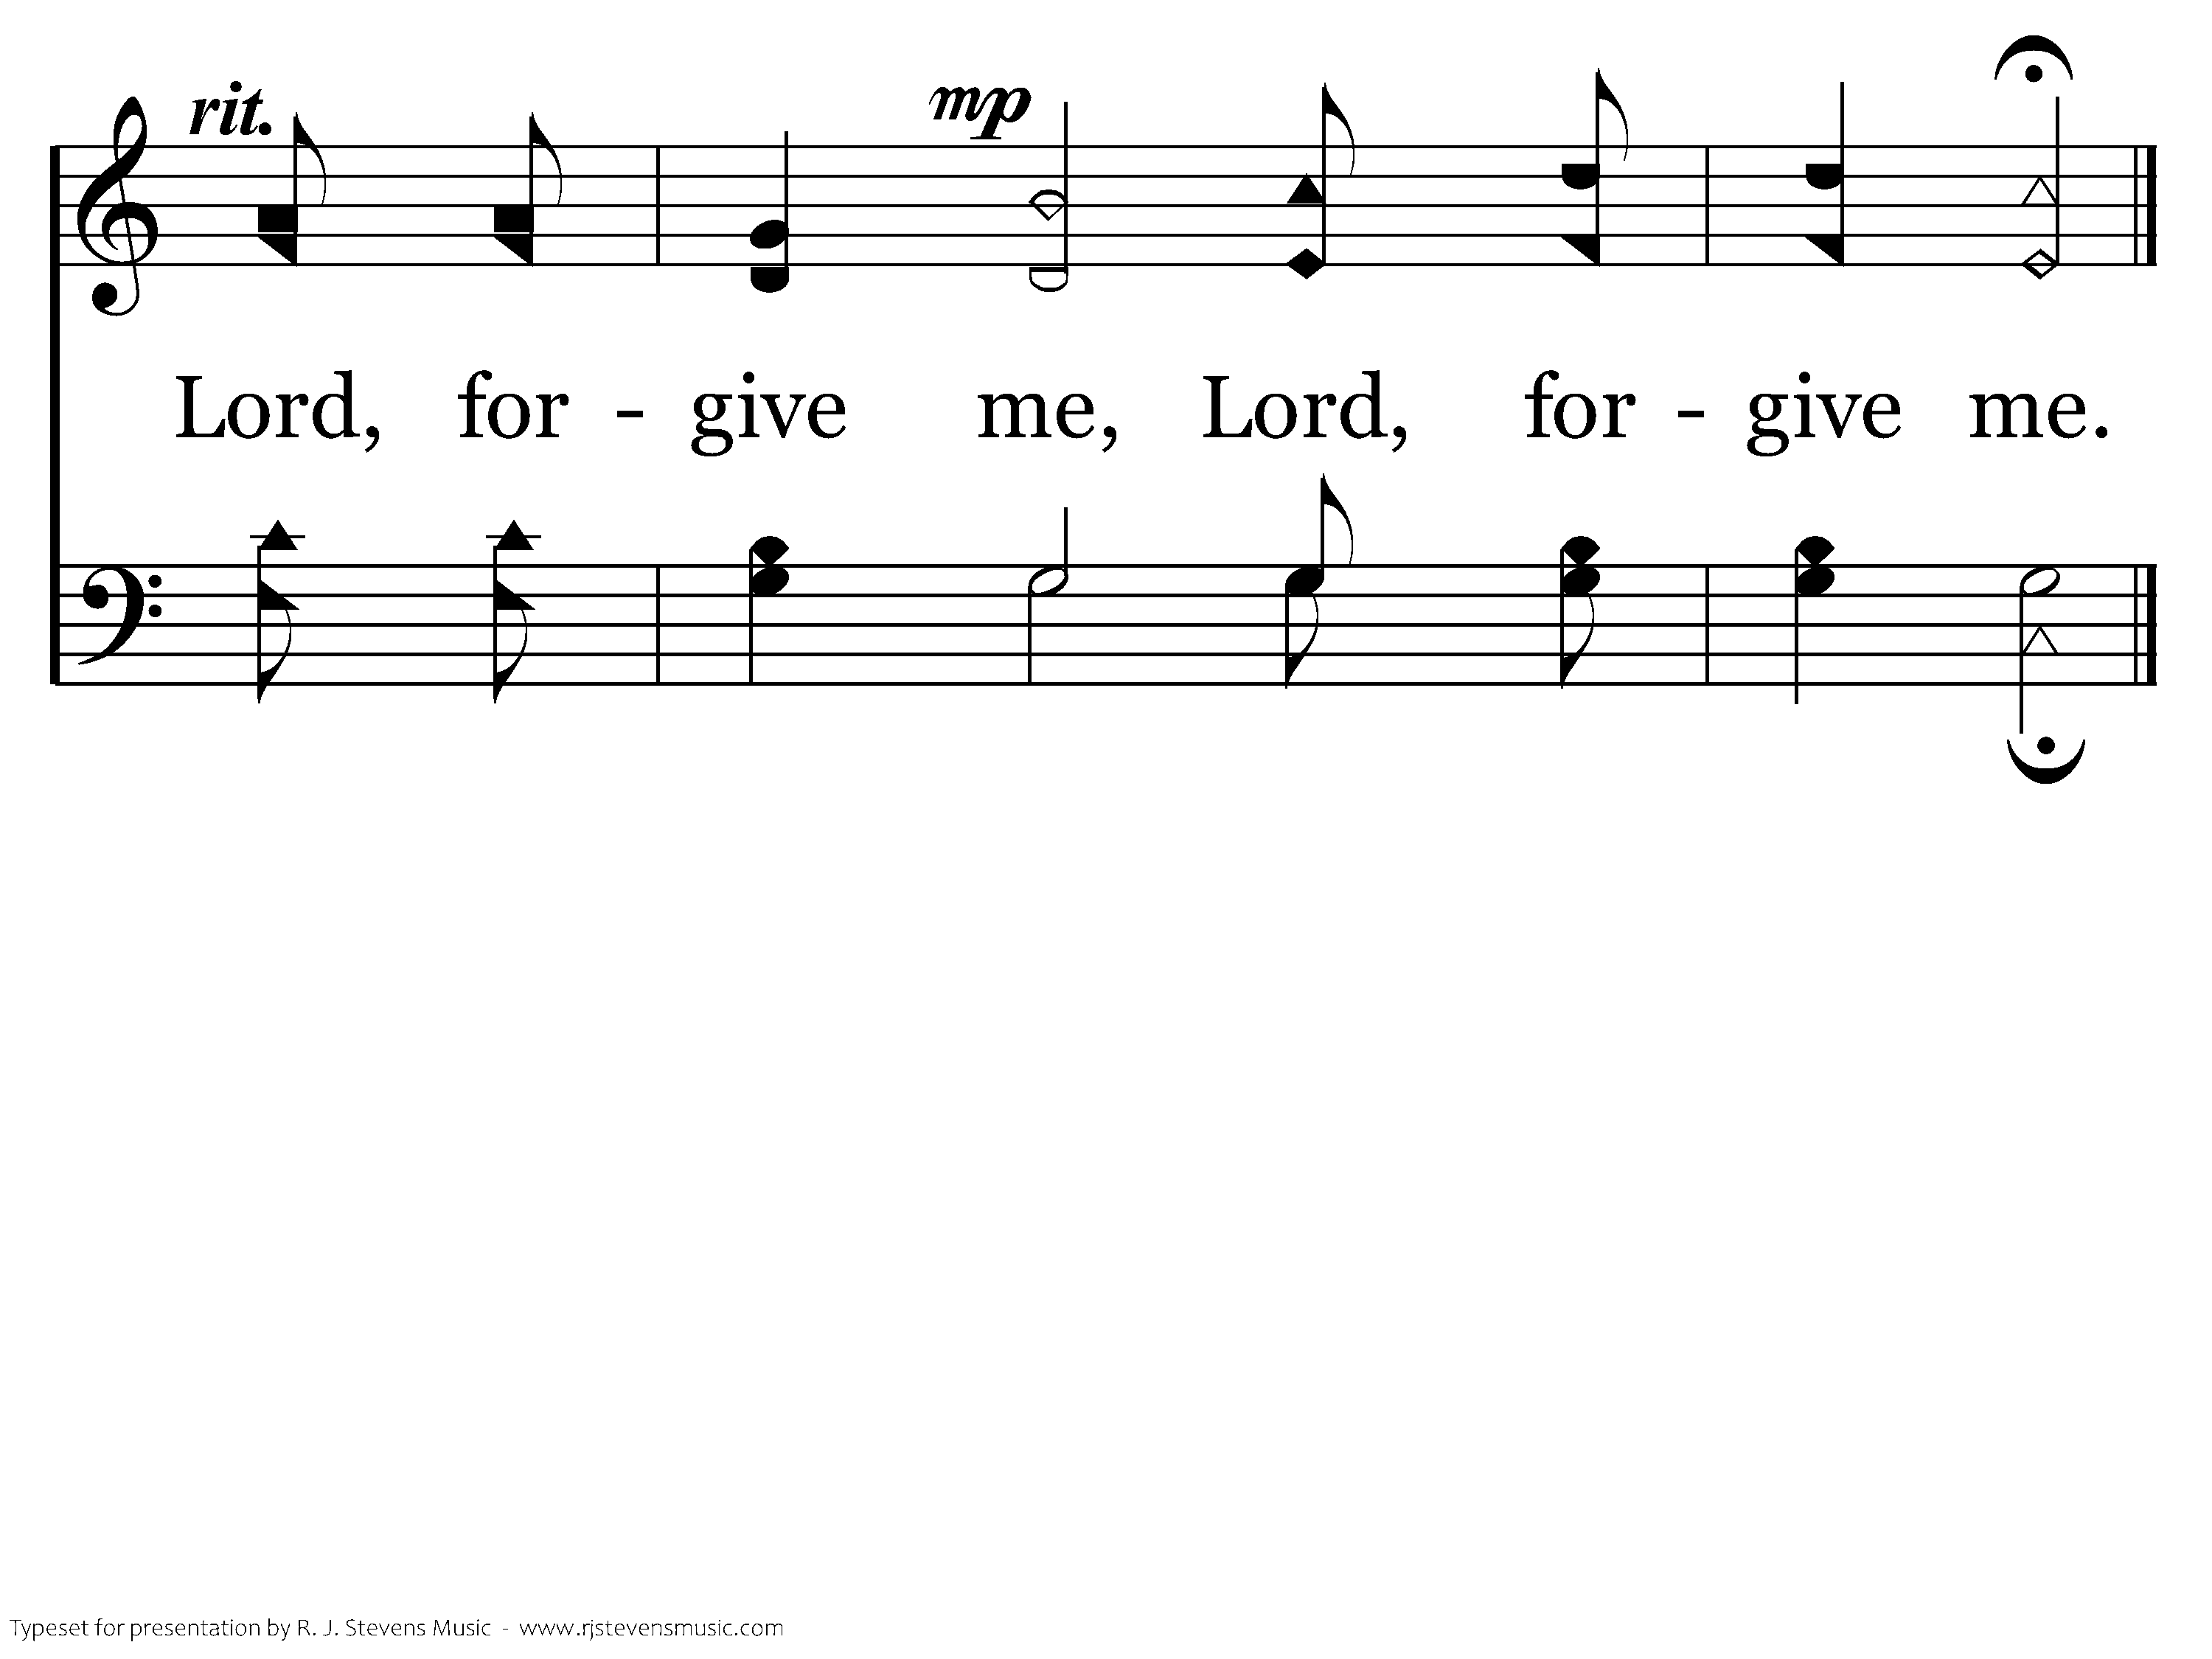 rit.
mp
Lord, for - give me, Lord, for - give me.
Typeset for presentation by R. J. Stevens Music - www.rjstevensmusic.com